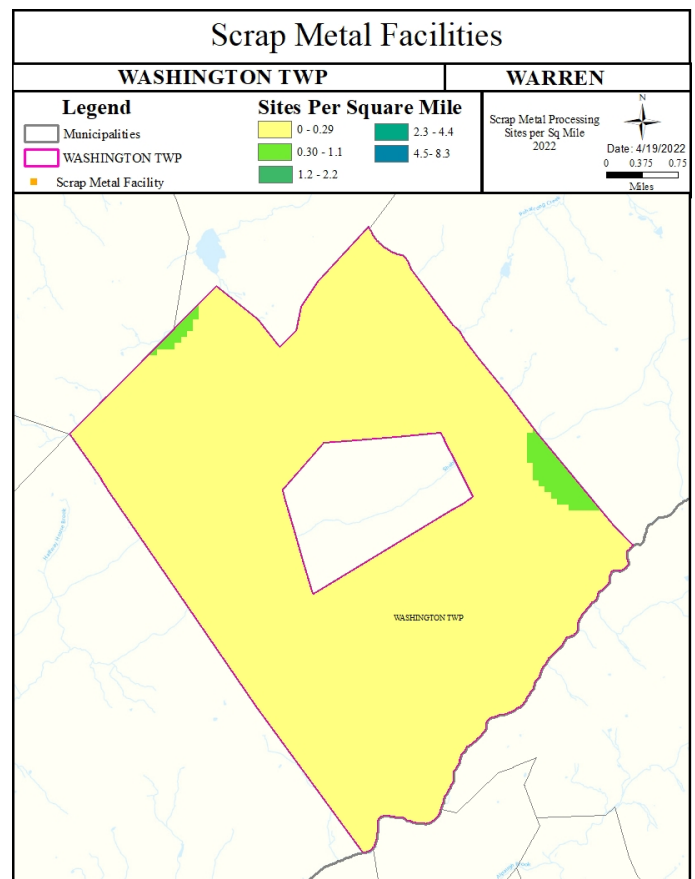 Scrap Metal Facilities
WASHINGTON TWP
WARREN
Legend
Municipalities
WASHINGTON TWP
Scrap Metal Facility
Sites Per Square Mile
0 - 0.29
0.30 - 1.1
1.2 - 2.2
2.3 - 4.4
4.5- 8.3
Scrap Metal Processing
Sites per Sq Mile
2022
N
Date: 4/19/2022
0 0.375 0.75
Miles
WASHINGTON TWP